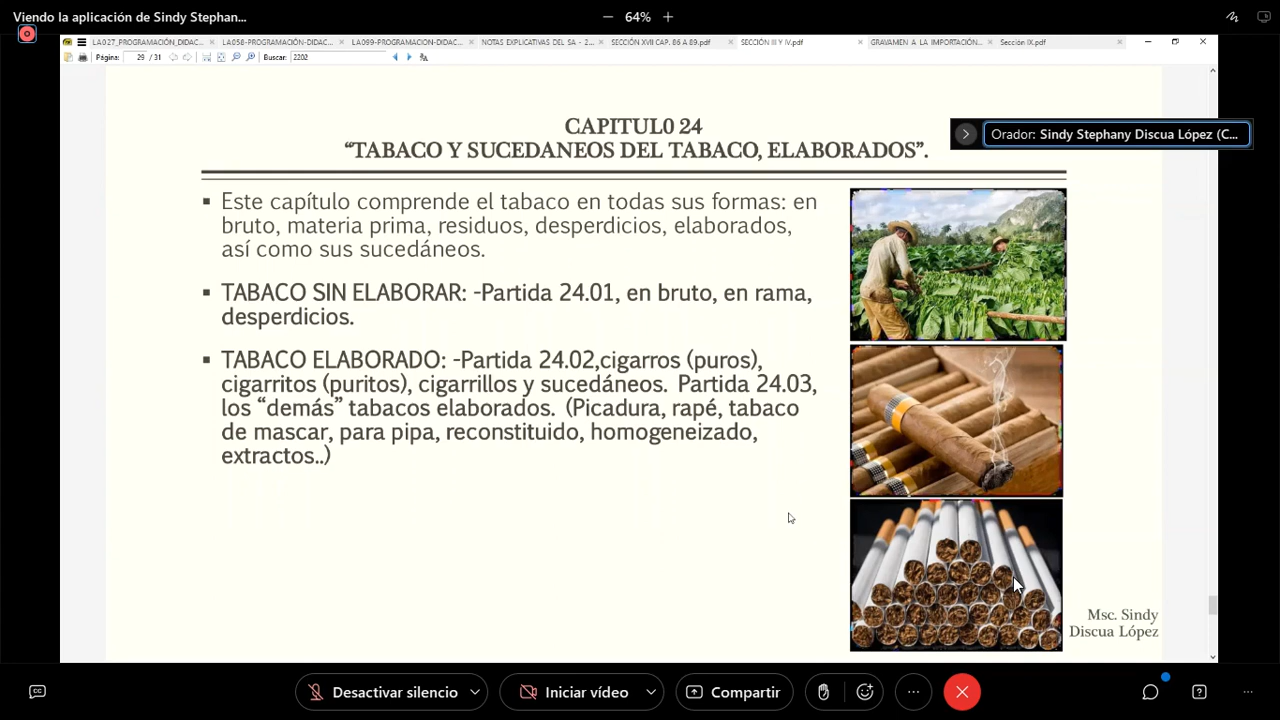 Viendo la aplicación de Sindy Stephan...
64%
LA027_PROGRAMACIÓN_DIDAC...
LA058-PROGRAMACIÓN-DIDAC...
LA099-PROGRAMACION-DIDAC...
NOTAS EXPLICATIVAS DEL SA - 2...
SECCIÓN XVII CAP. 86 A 89.pdf
SECCIÓN III Y IV.pdf
GRAVAMEN A LA IMPORTACIÓN...
Sección IX.pdf
Página: 29 / 31
Buscar: 2202
Orador: Sindy Stephany Discua López (C...
CAPITUL0 24
“TABACO Y SUCEDANEOS DEL TABACO, ELABORADOS”.
▪ Este capítulo comprende el tabaco en todas sus formas: en
bruto, materia prima, residuos, desperdicios, elaborados,
así como sus sucedáneos.
▪ TABACO SIN ELABORAR: -Partida 24.01, en bruto, en rama,
desperdicios.
▪ TABACO ELABORADO: -Partida 24.02,cigarros (puros),
cigarritos (puritos), cigarrillos y sucedáneos. Partida 24.03,
los “demás” tabacos elaborados. (Picadura, rapé, tabaco
de mascar, para pipa, reconstituido, homogeneizado,
extractos..)
Msc. Sindy
Discua López
Desactivar silencio
Iniciar vídeo
Compartir